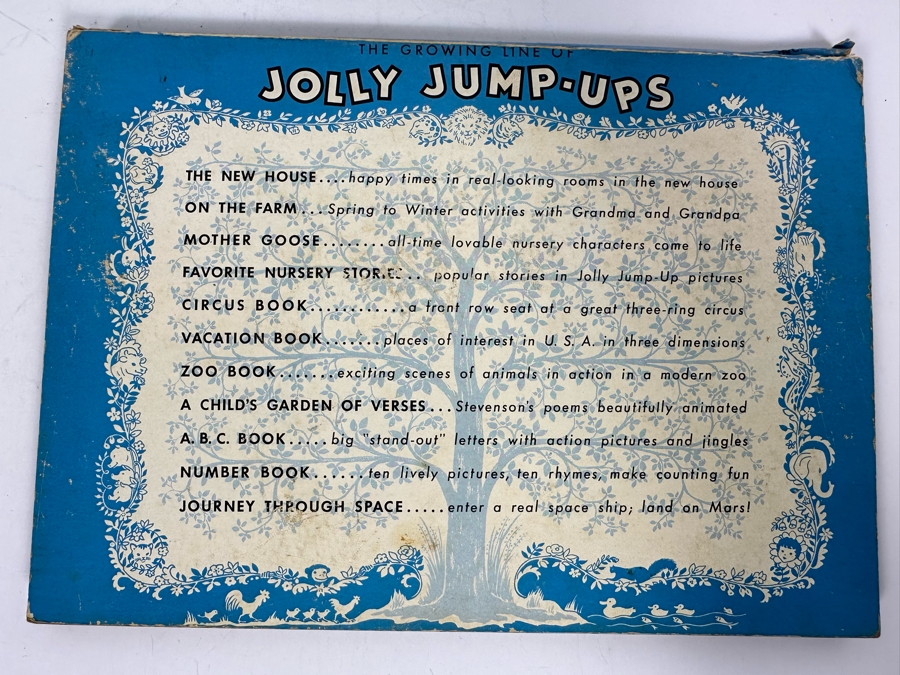 THE GROWING LINE OF
JOLLY JUMP-UPS
THE NEW HOUSE....happy times in real-looking rooms in the new house
ON THE FARM...Spring to Winter activities with Grandma and Grandpa
MOTHER GOOSE........all-time lovable nursery characters come to life
FAVORITE NURSERY STORIES.. popular stories in Jolly Jump-Up pictures
CIRCUS BOOK............a front row seat at a great three-ring circus
VACATION BOOK.......places of interest in U. S. A. in three dimensions
ZOO BOOK.......exciting scenes of animals in action in a modern zoo
A CHILD'S GARDEN OF VERSES...Stevenson's poems beautifully animated
A. B. C. BOOK.....big "stand-out" letters with action pictures and jingles
NUMBER BOOK.......ten lively pictures, ten rhymes, make counting fun
JOURNEY THROUGH SPACE.....enter a real space ship; land on Mars!